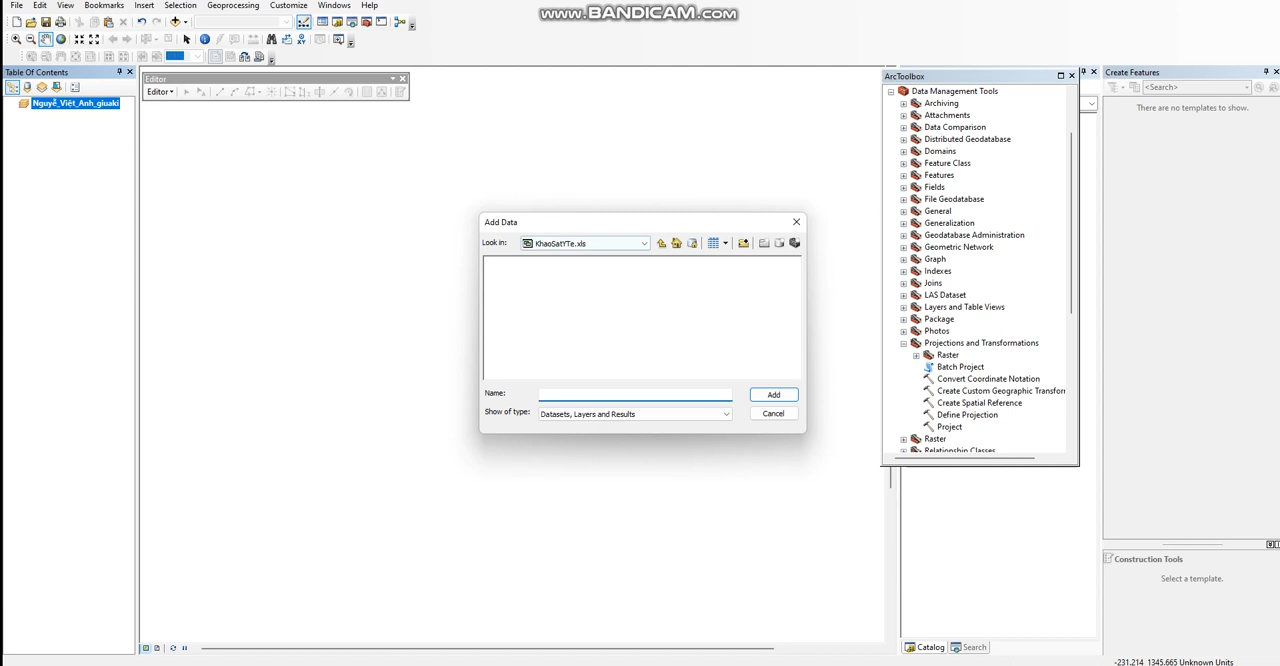 www.BANDICAM.com
File Edit View Bookmarks Insert Selection Geoprocessing Customize Windows Help
Table Of Contents
Nguyễ_Việt_Anh_giuaki
Editor
Editor
Add Data
Look in: KhaoSatYTe.xls
Name: Add
Show of type: Datasets, Layers and Results Cancel
ArcToolbox
Data Management Tools
Archiving
Attachments
Data Comparison
Distributed Geodatabase
Domains
Feature Class
Features
Fields
File Geodatabase
General
Generalization
Geodatabase Administration
Geometric Network
Graph
Indexes
Joins
LAS Dataset
Layers and Table Views
Package
Photos
Projections and Transformations
Raster
Batch Project
Convert Coordinate Notation
Create Custom Geographic Transfor
Create Spatial Reference
Define Projection
Project
Raster
Relationship Classes
Catalog Search
Create Features
<Search>
There are no templates to show.
Construction Tools
Select a template.
-231.214 1345.665 Unknown Units